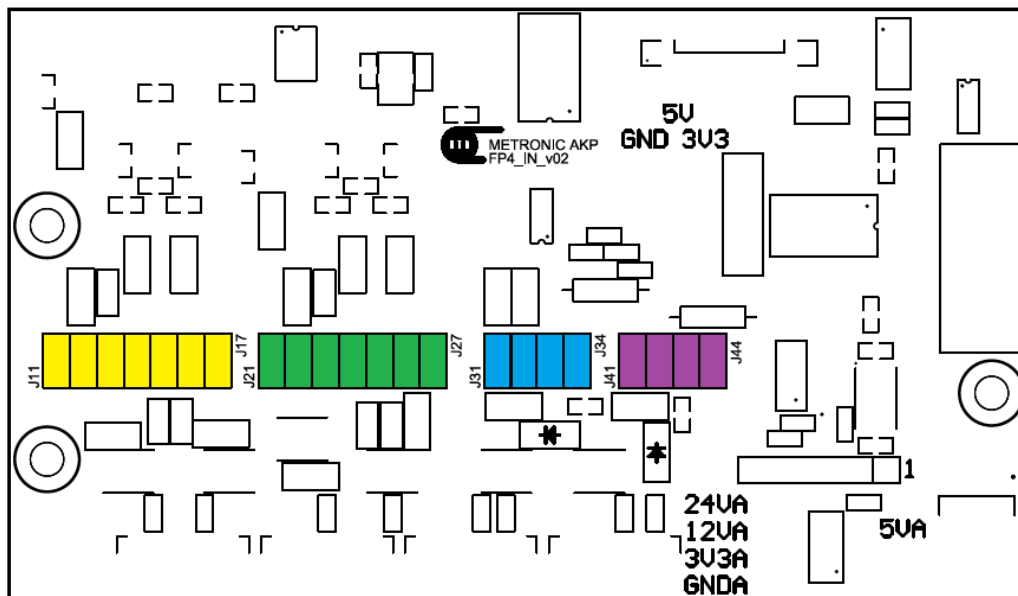 5V
GND 3V3
METRONIC AKP
FP4_IN_v02
J11
J17
J21
J27
J31
J34
J41
J44
1
24VA
12VA
3V3A
GNDA
5VA